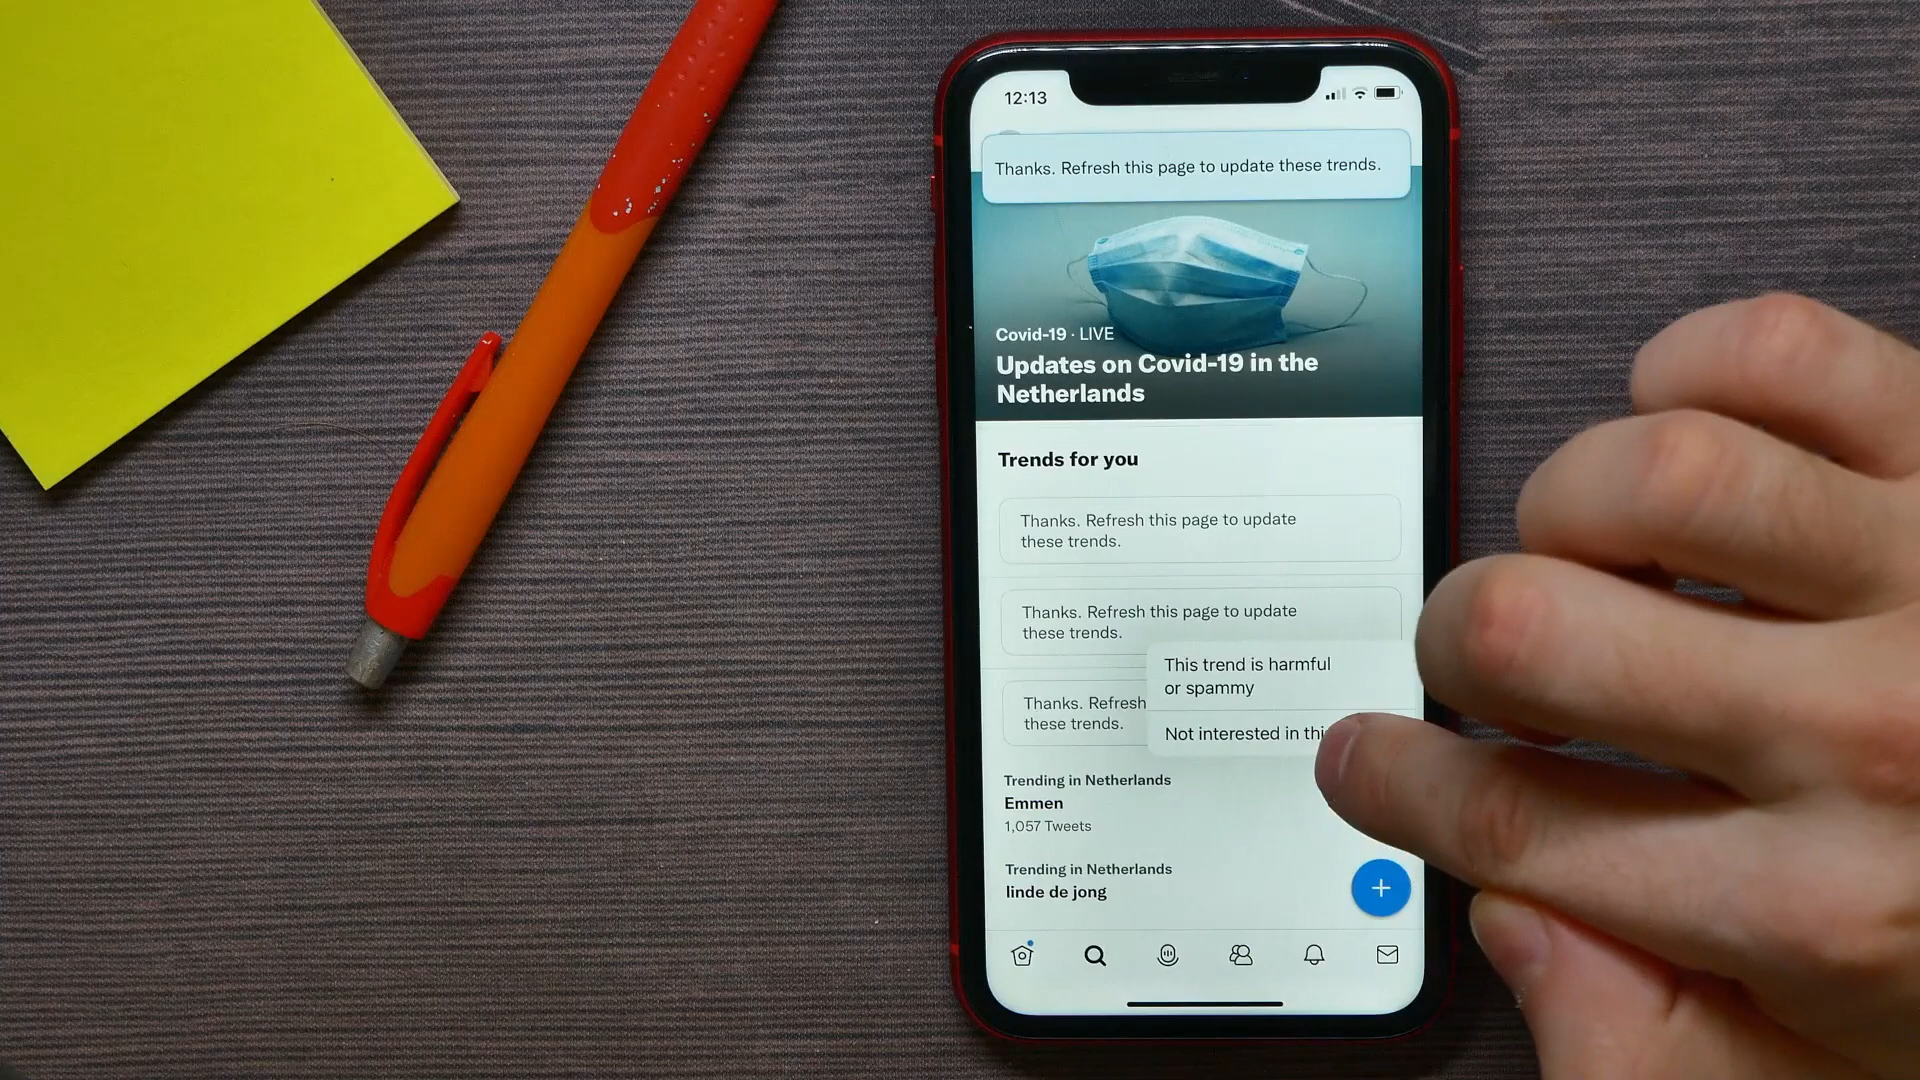 12:13
Thanks. Refresh this page to update these trends.
Covid-19 · LIVE
Updates on Covid-19 in the
Netherlands
Trends for you
Thanks. Refresh this page to update
these trends.
Thanks. Refresh this page to update
these trends.
This trend is harmful
or spammy
Thanks. Refresh
these trends.
Not interested in
Trending in Netherlands
Emmen
1,057 Tweets
Trending in Netherlands
linde de jong